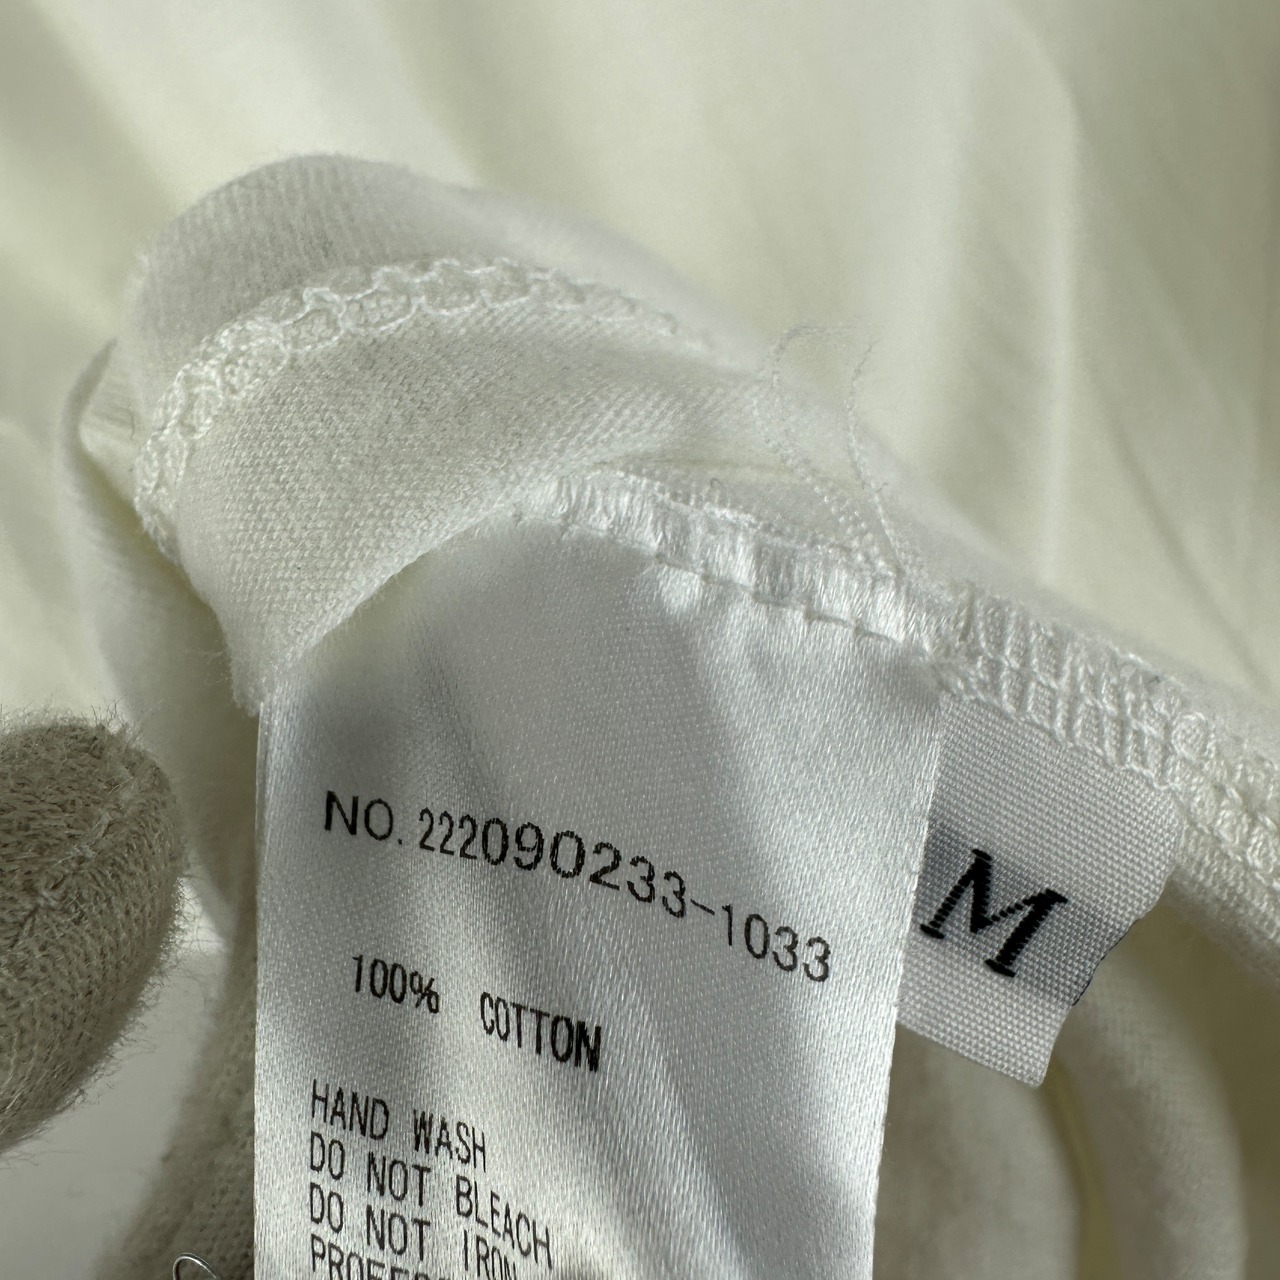 NO. 222090233-1033
M
100% COTTON
HAND WASH
DO NOT BLEACH
DO NOT IRON